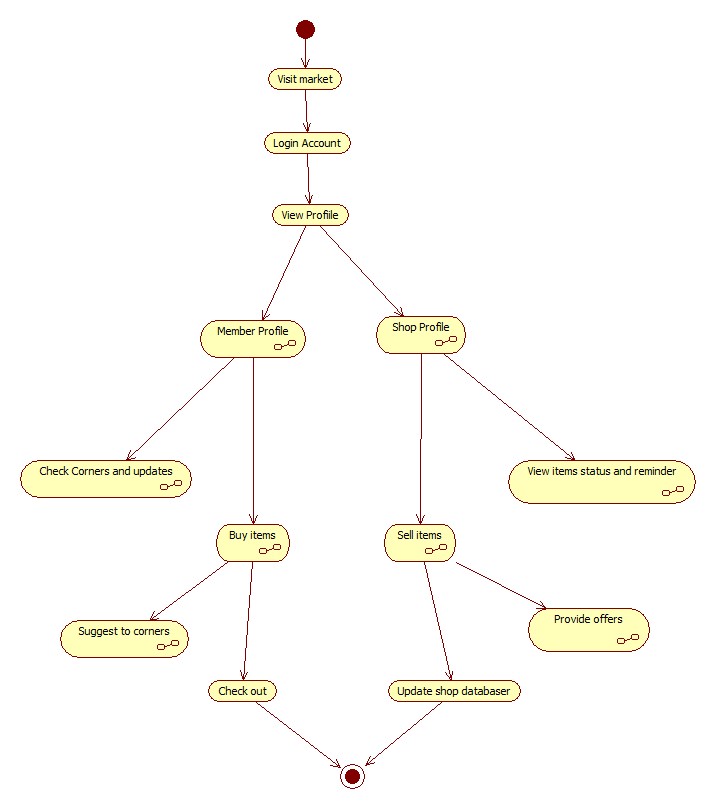 Visit market
Login Account
View Profiile
Member Profile
Shop Profile
Check Corners and updates
View items status and reminder
Buy items
Sell items
Suggest to corners
Provide offers
Check out
Update shop databaser